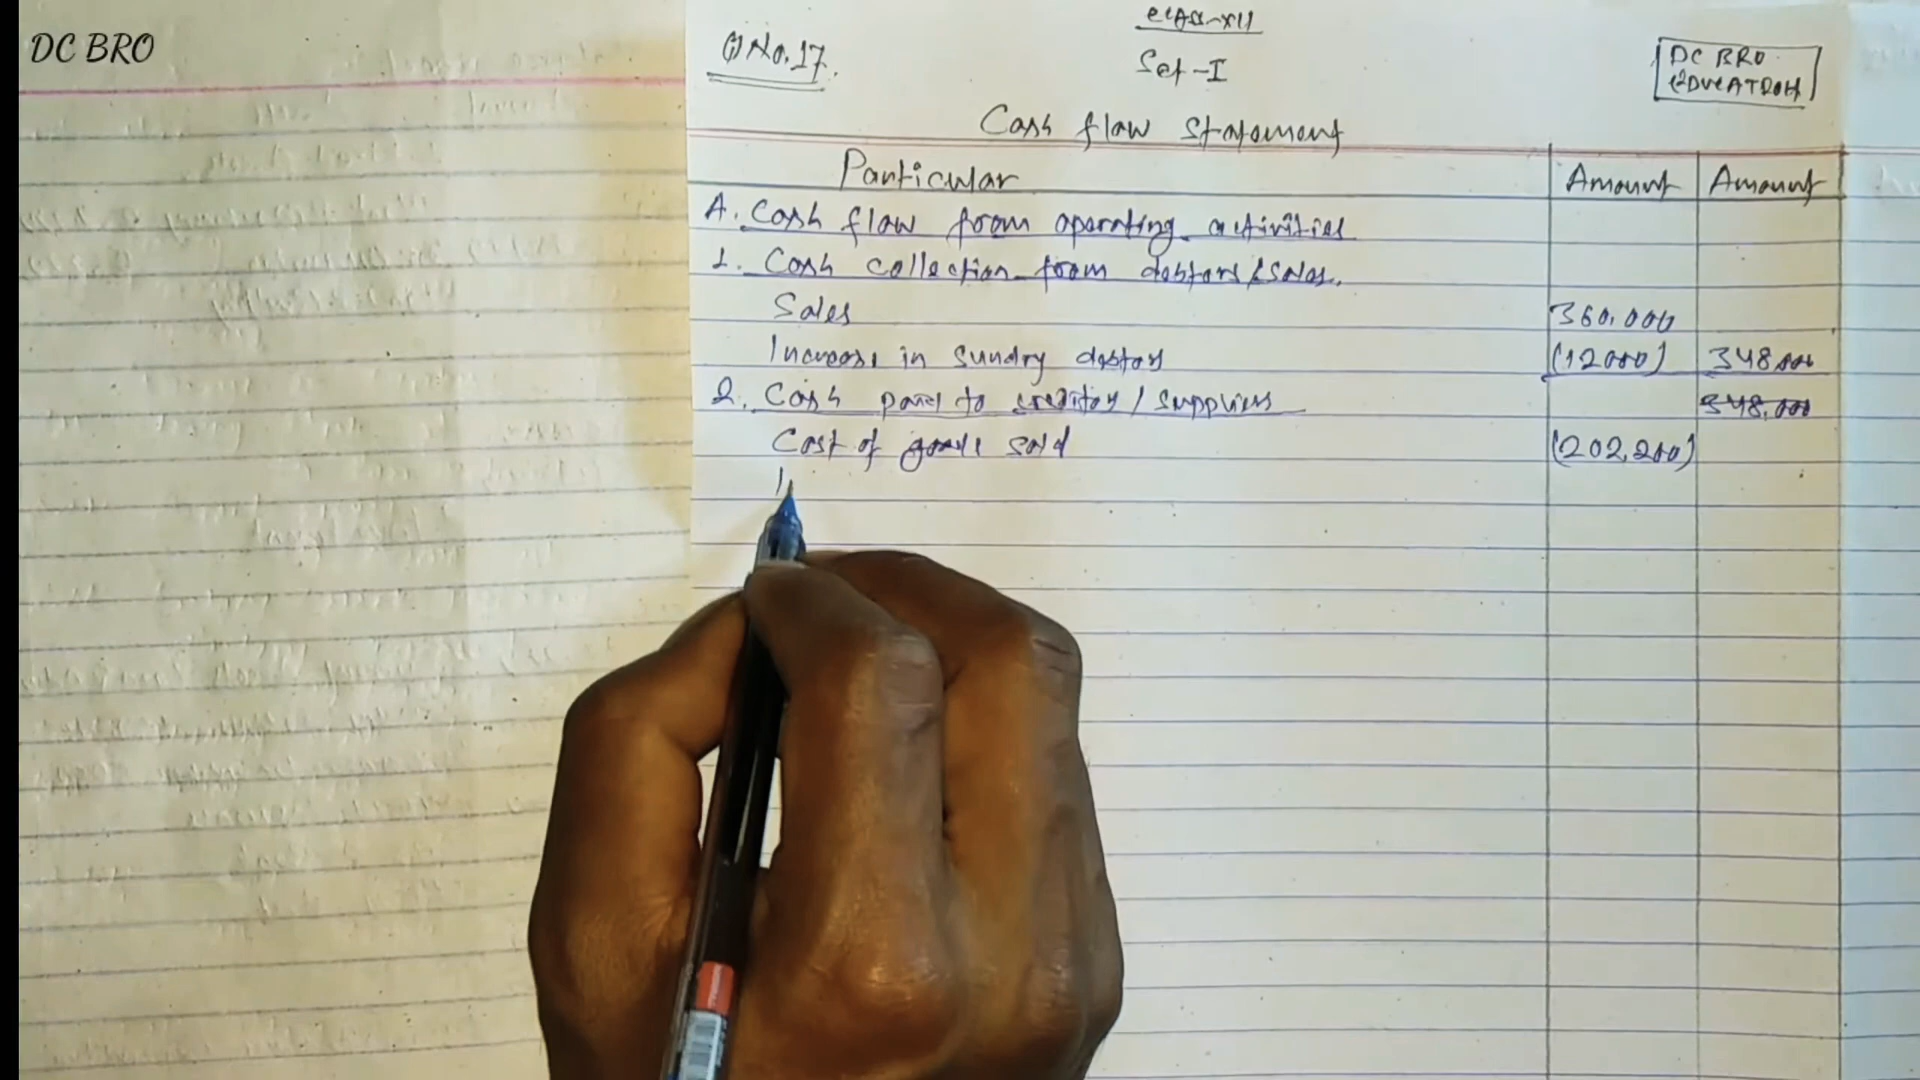 DC BRO
CLASS-XII
Q No. 17.
Set-I
DC BRO
EDUCATION
Cash flow statement
Particular Amount Amount
A. Cash flow from operating activities
1. Cash collection from debtors/sales.
Sales 360,000
Increase in sundry debtors (12000) 348000
2. Cash paid to creditors/suppliers 348,000
Cost of goods sold (202,200)